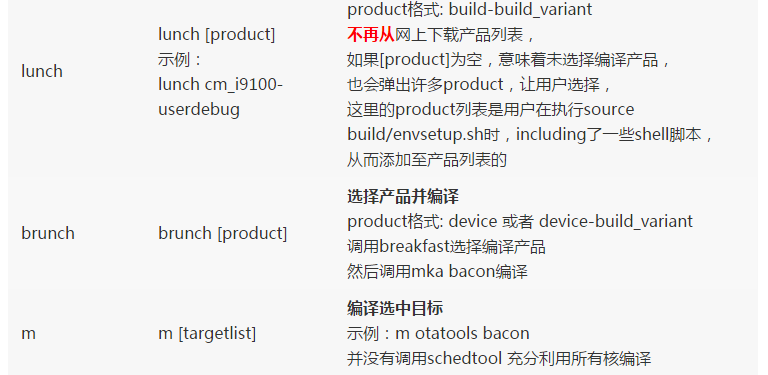 product格式: build-build_variant
lunch [product]
不再从网上下载产品列表，
示例：
如果[product]为空，意味着未选择编译产品，
lunch
lunch cm_i9100-
也会弹出许多product，让用户选择，
userdebug
这里的product列表是用户在执行source
build/envsetup.sh时，including了一些shell脚本，
从而添加至产品列表的
选择产品并编译
product格式: device 或者 device-build_variant
brunch
brunch [product]
调用breakfast选择编译产品
然后调用mka bacon编译
编译选中目标
m
m [targetlist]
示例：m otatools bacon
并没有调用schedtool 充分利用所有核编译